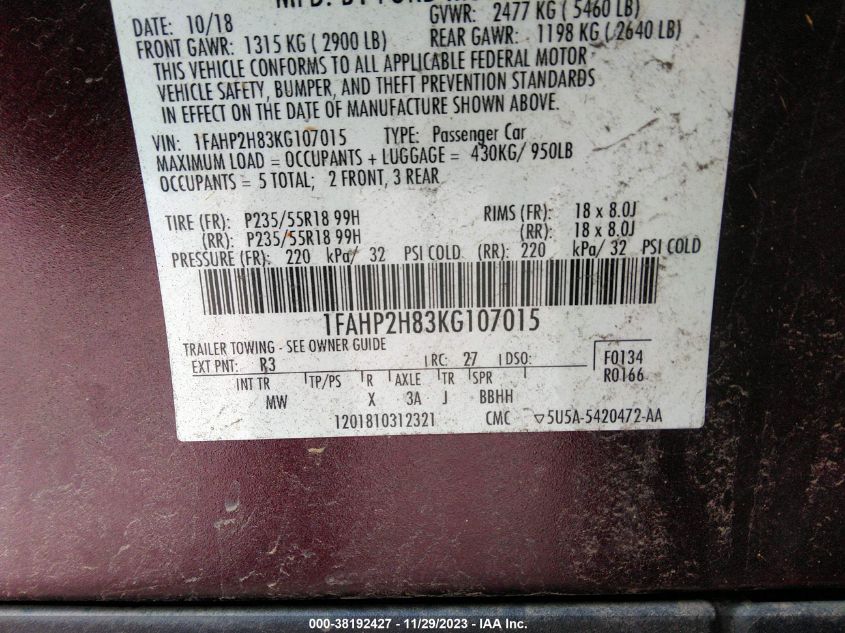 MFD. BY FORD
DATE: 10/18 GVWR: 2477 KG ( 5460 LB)
FRONT GAWR: 1315 KG ( 2900 LB) REAR GAWR: 1198 KG ( 2640 LB)
THIS VEHICLE CONFORMS TO ALL APPLICABLE FEDERAL MOTOR
VEHICLE SAFETY, BUMPER, AND THEFT PREVENTION STANDARDS
IN EFFECT ON THE DATE OF MANUFACTURE SHOWN ABOVE.
VIN: 1FAHP2H83KG107015 TYPE: Passenger Car
MAXIMUM LOAD = OCCUPANTS + LUGGAGE = 430KG/ 950LB
OCCUPANTS = 5 TOTAL; 2 FRONT, 3 REAR
TIRE (FR): P235/55R18 99H RIMS (FR): 18 x 8.0J
(RR): P235/55R18 99H (RR): 18 x 8.0J
PRESSURE (FR): 220 kPa/ 32 PSI COLD (RR): 220 kPa/ 32 PSI COLD
1FAHP2H83KG107015
TRAILER TOWING - SEE OWNER GUIDE
EXT PNT: R3 RC: 27 DSO: F0134
INT TR TP/PS R AXLE TR SPR R0166
MW X 3A J BBHH
1201810312321 CMC ▽5U5A-5420472-AA
000-38192427 - 11/29/2023 - IAA Inc.